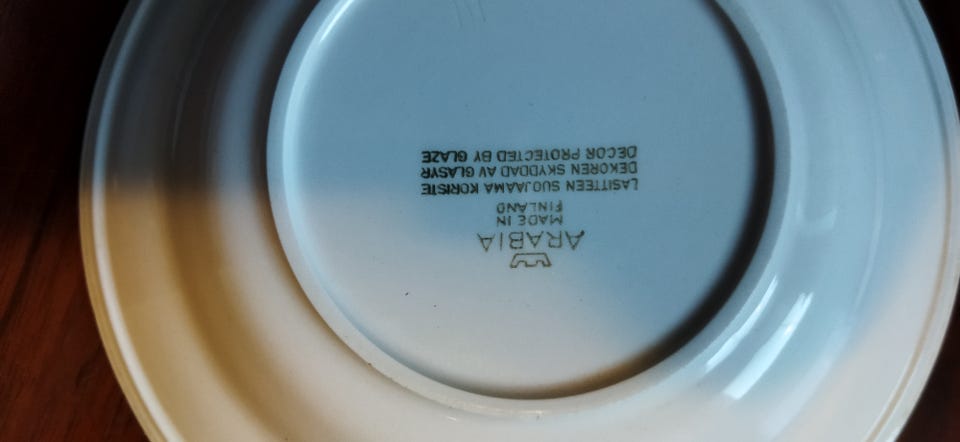 ARABIA
MADE IN
FINLAND
LASITTEEN SUOJAAMA KORISTE
DEKOREN SKYDDAD AV GLASYR
DECOR PROTECTED BY GLAZE